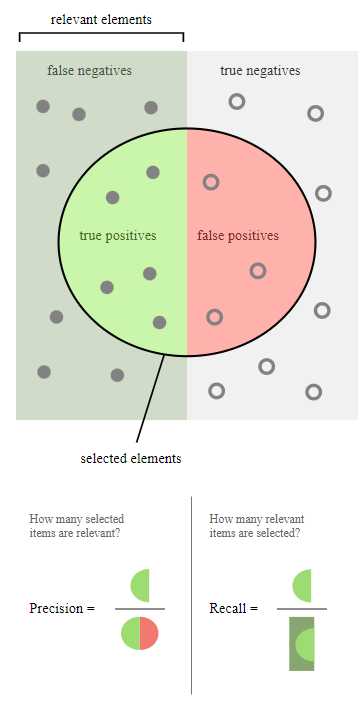 relevant elements
false negatives
true negatives
true positives
false positives
selected elements
How many selected
items are relevant?
How many relevant
items are selected?
Precision =
Recall =